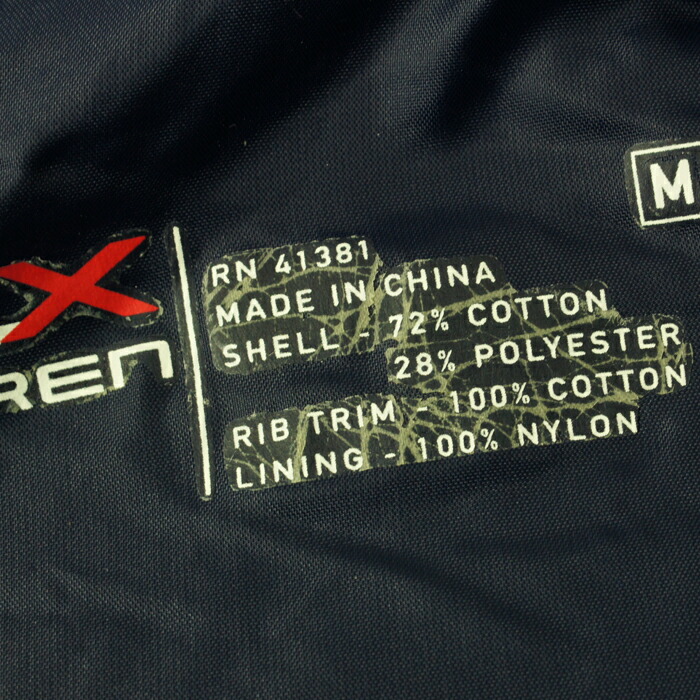 X
REN
RN 41381
MADE IN CHINA
SHELL - 72% COTTON
28% POLYESTER
RIB TRIM - 100% COTTON
LINING - 100% NYLON
M